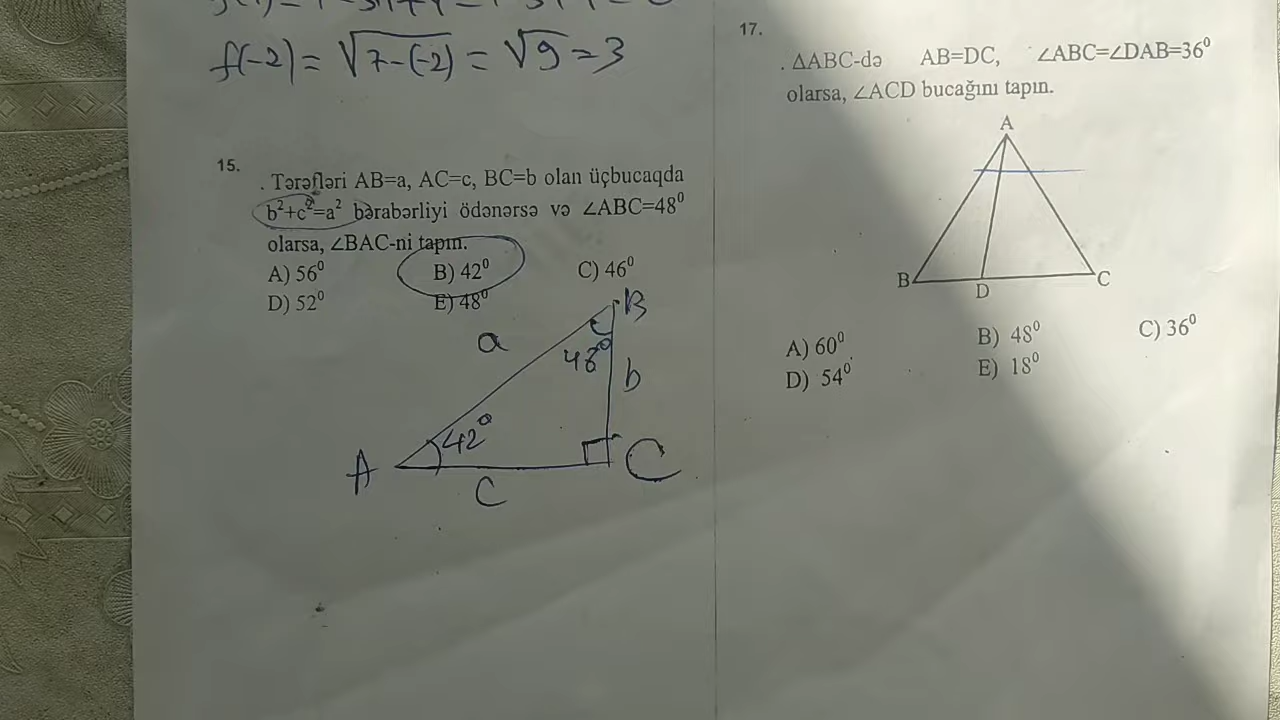 f(-2) = √7-(-2) = √9 = 3
15.
. Tərəfləri AB=a, AC=c, BC=b olan üçbucaqda
b²+c²=a² bərabərliyi ödənərsə və ∠ABC=48⁰
olarsa, ∠BAC-ni tapın.
A) 56⁰ B) 42⁰ C) 46⁰
D) 52⁰ E) 48⁰
B
a
48⁰
b
42⁰
A
C
c
17.
. ΔABC-də AB=DC, ∠ABC=∠DAB=36⁰
olarsa, ∠ACD bucağını tapın.
A
B
D
C
A) 60⁰ B) 48⁰ C) 36⁰
D) 54⁰ E) 18⁰